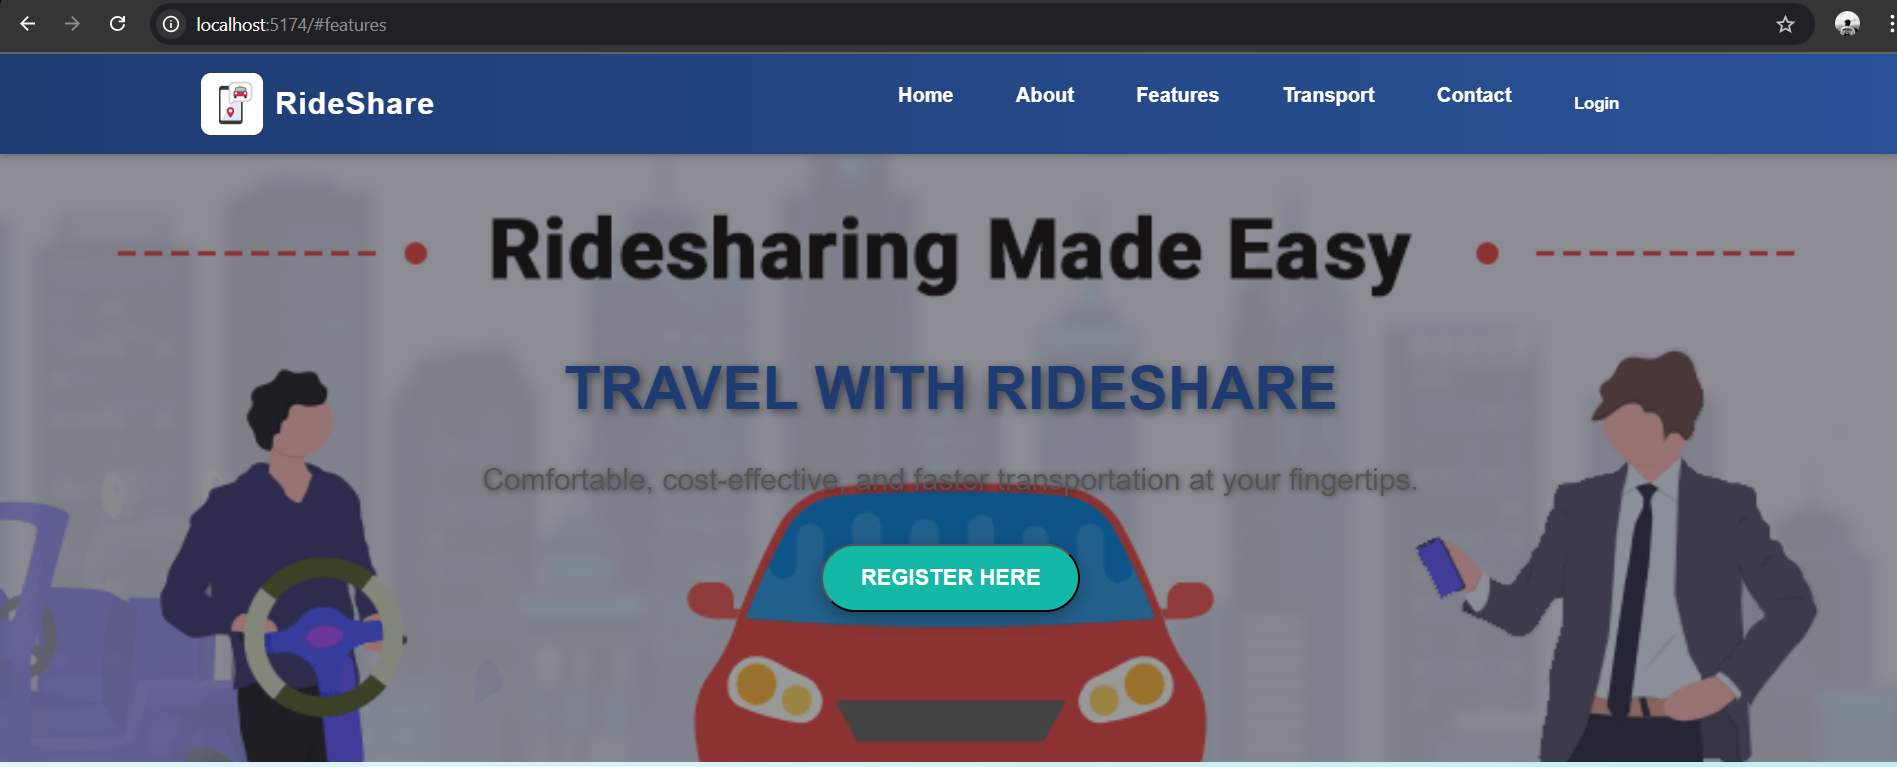 localhost:5174/#features
RideShare
Home About Features Transport Contact Login
Ridesharing Made Easy
TRAVEL WITH RIDESHARE
Comfortable, cost-effective, and faster transportation at your fingertips.
REGISTER HERE